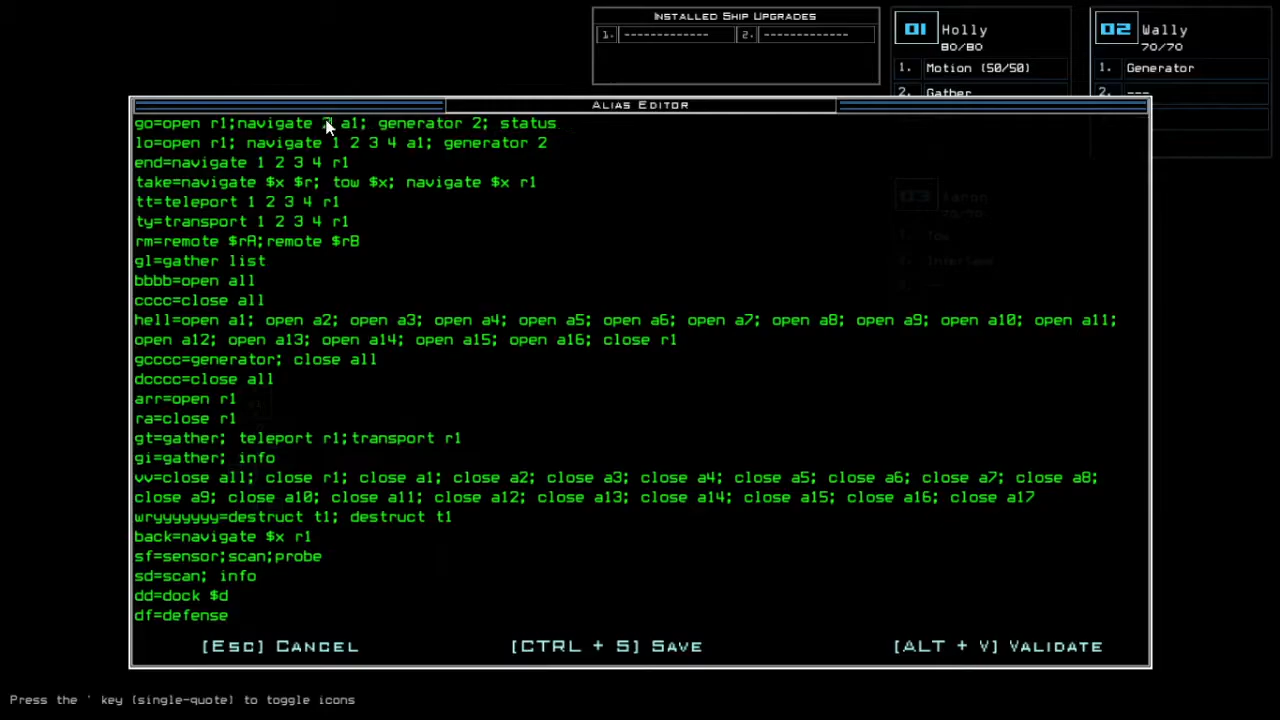 Installed Ship Upgrades
1. ------------- 2. -------------
01 Holly
80/80
1. Motion (50/50)
2. Gather
02 Wally
70/70
1. Generator
2. ---
Alias Editor
go=open r1;navigate 2 a1; generator 2; status
lo=open r1; navigate 1 2 3 4 a1; generator 2
end=navigate 1 2 3 4 r1
take=navigate $x $r; tow $x; navigate $x r1
tt=teleport 1 2 3 4 r1
ty=transport 1 2 3 4 r1
rm=remote $rA;remote $rB
gl=gather list
bbbb=open all
cccc=close all
hell=open a1; open a2; open a3; open a4; open a5; open a6; open a7; open a8; open a9; open a10; open a11;
open a12; open a13; open a14; open a15; open a16; close r1
gcccc=generator; close all
dcccc=close all
arr=open r1
ra=close r1
gt=gather; teleport r1;transport r1
gi=gather; info
vv=close all; close r1; close a1; close a2; close a3; close a4; close a5; close a6; close a7; close a8;
close a9; close a10; close a11; close a12; close a13; close a14; close a15; close a16; close a17
wryyyyyyy=destruct t1; destruct t1
back=navigate $x r1
sf=sensor;scan;probe
sd=scan; info
dd=dock $d
df=defense
[Esc] Cancel [CTRL + S] Save [ALT + V] Validate
Press the ' key (single-quote) to toggle icons